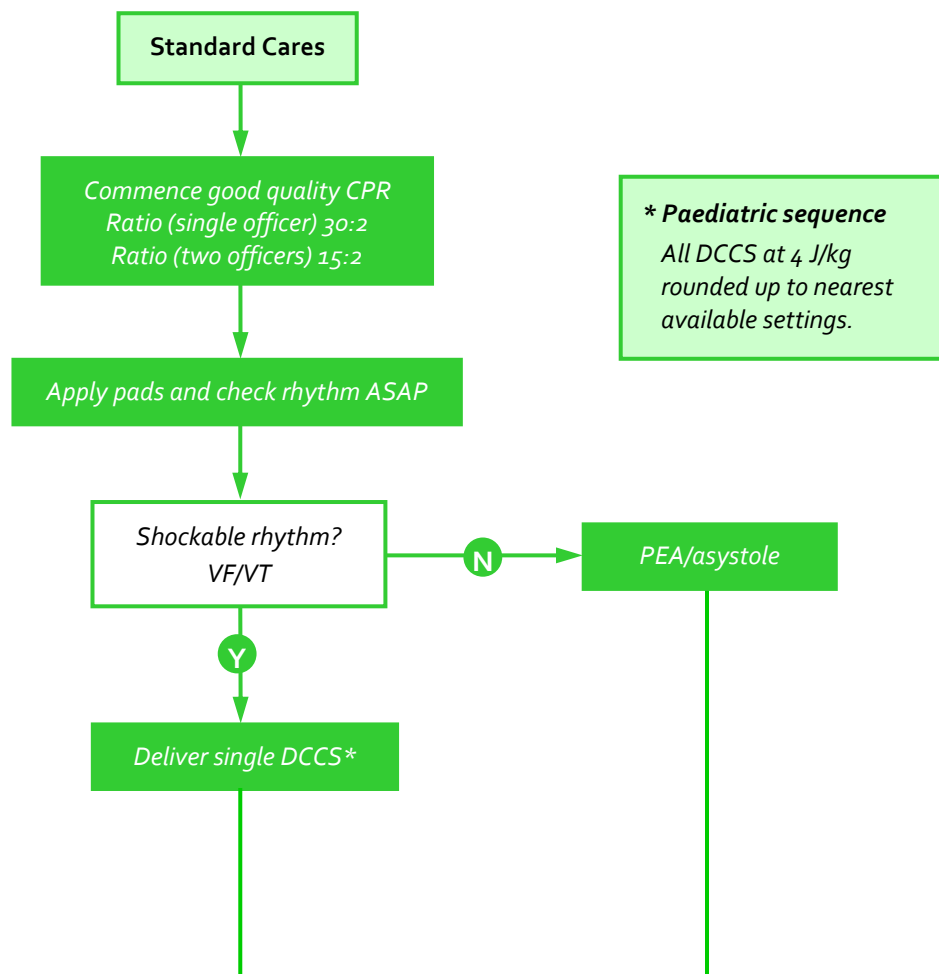 Standard Cares
Commence good quality CPR
Ratio (single officer) 30:2
Ratio (two officers) 15:2
* Paediatric sequence
All DCCS at 4 J/kg
rounded up to nearest
available settings.
Apply pads and check rhythm ASAP
Shockable rhythm?
VF/VT
N
PEA/asystole
Y
Deliver single DCCS*